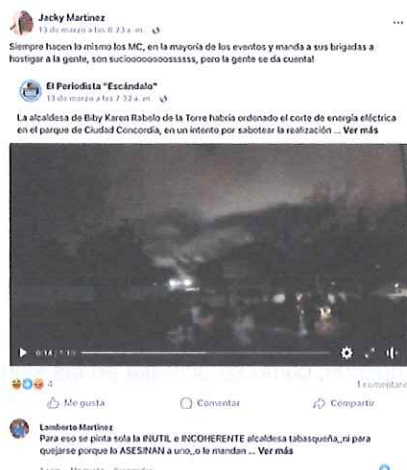 Jacky Martinez
13 de marzo a las 8:23 a. m.
Siempre hacen lo mismo los MC, en la mayoría de los eventos y manda a sus brigadas a
hostigar a la gente, son sucioooooooossssss, pero la gente se da cuenta!
El Periodista "Escándalo"
13 de marzo a las 7:32 a. m.
La alcaldesa de Biby Karen Rabelo de la Torre habría ordenado el corte de energía eléctrica
en el parque de Ciudad Concordia, en un intento por sabotear la realización ... Ver más
0:14 / 1:13
4
1 comentario
Me gusta
Comentar
Compartir
Lamberto Martinez
Para eso se pinta sola la INUTIL e INCOHERENTE alcaldesa tabasqueña,,ni para
quejarse porque lo ASESINAN a uno,,o le mandan ... Ver más